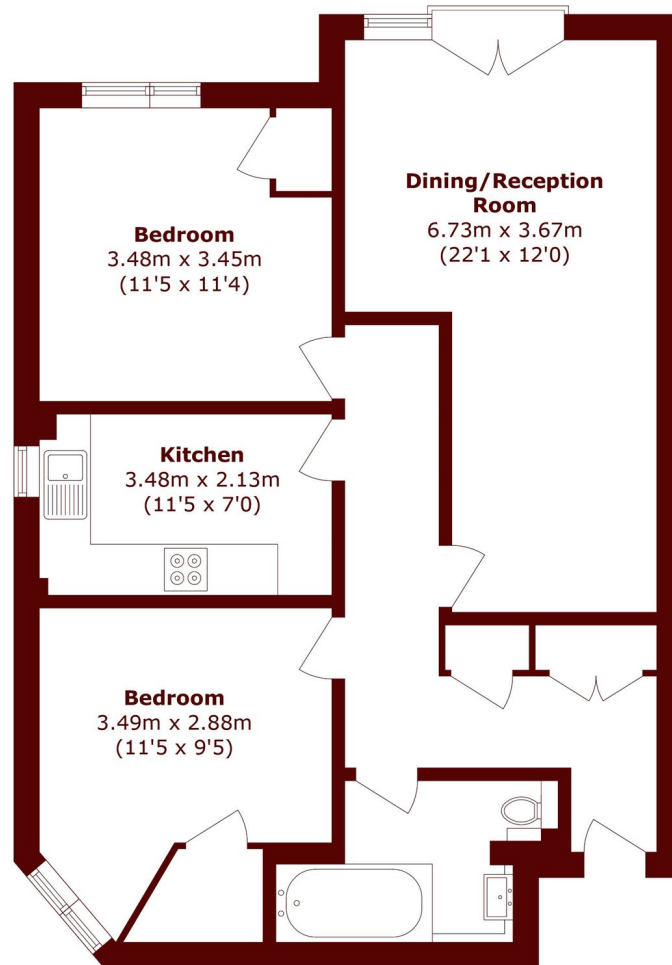 Dining/Reception
Room
6.73m x 3.67m
(22'1 x 12'0)
Bedroom
3.48m x 3.45m
(11'5 x 11'4)
Kitchen
3.48m x 2.13m
(11'5 x 7'0)
Bedroom
3.49m x 2.88m
(11'5 x 9'5)